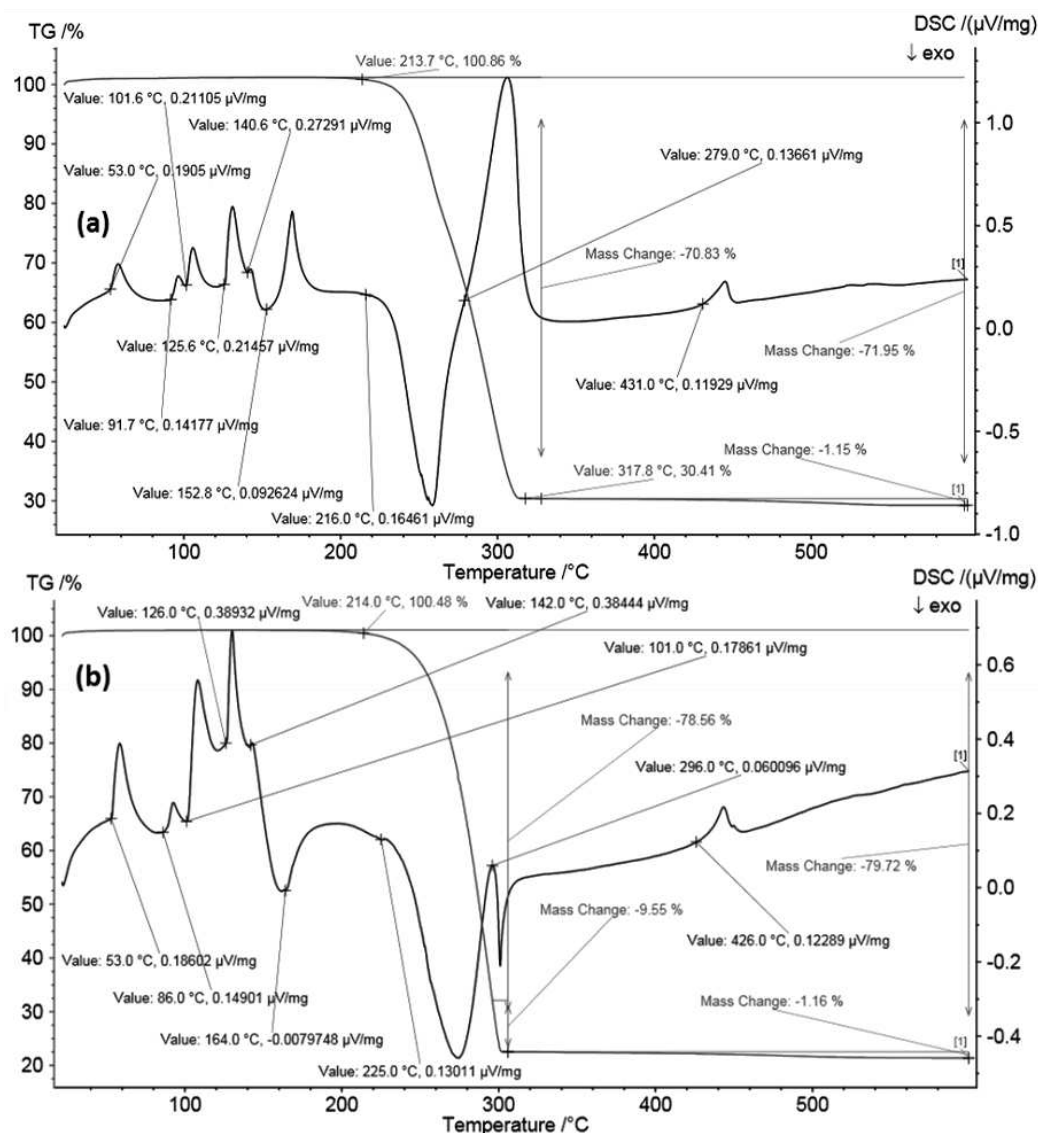 TG /%
DSC /(µV/mg)
↓ exo
Value: 213.7 °C, 100.86 %
100
Value: 101.6 °C, 0.21105 µV/mg
Value: 140.6 °C, 0.27291 µV/mg
1.0
90
Value: 279.0 °C, 0.13661 µV/mg
Value: 53.0 °C, 0.1905 µV/mg
80
(a)
0.5
70
Mass Change: -70.83 %
[1]
60
0.0
Value: 125.6 °C, 0.21457 µV/mg
Mass Change: -71.95 %
50
Value: 431.0 °C, 0.11929 µV/mg
Value: 91.7 °C, 0.14177 µV/mg
-0.5
40
Mass Change: -1.15 %
Value: 317.8 °C, 30.41 %
Value: 152.8 °C, 0.092624 µV/mg
[1]
30
Value: 216.0 °C, 0.16461 µV/mg
-1.0
100 200 300 400 500
Temperature /°C
TG /%
DSC /(µV/mg)
↓ exo
Value: 126.0 °C, 0.38932 µV/mg
Value: 214.0 °C, 100.48 %
Value: 142.0 °C, 0.38444 µV/mg
100
Value: 101.0 °C, 0.17861 µV/mg
0.6
(b)
90
Mass Change: -78.56 %
80
0.4
[1]
Value: 296.0 °C, 0.060096 µV/mg
70
0.2
60
Mass Change: -79.72 %
50
0.0
Mass Change: -9.55 %
Value: 426.0 °C, 0.12289 µV/mg
40
Value: 53.0 °C, 0.18602 µV/mg
-0.2
Value: 86.0 °C, 0.14901 µV/mg
30
Mass Change: -1.16 %
Value: 164.0 °C, -0.0079748 µV/mg
-0.4
[1]
20
Value: 225.0 °C, 0.13011 µV/mg
100 200 300 400 500
Temperature /°C